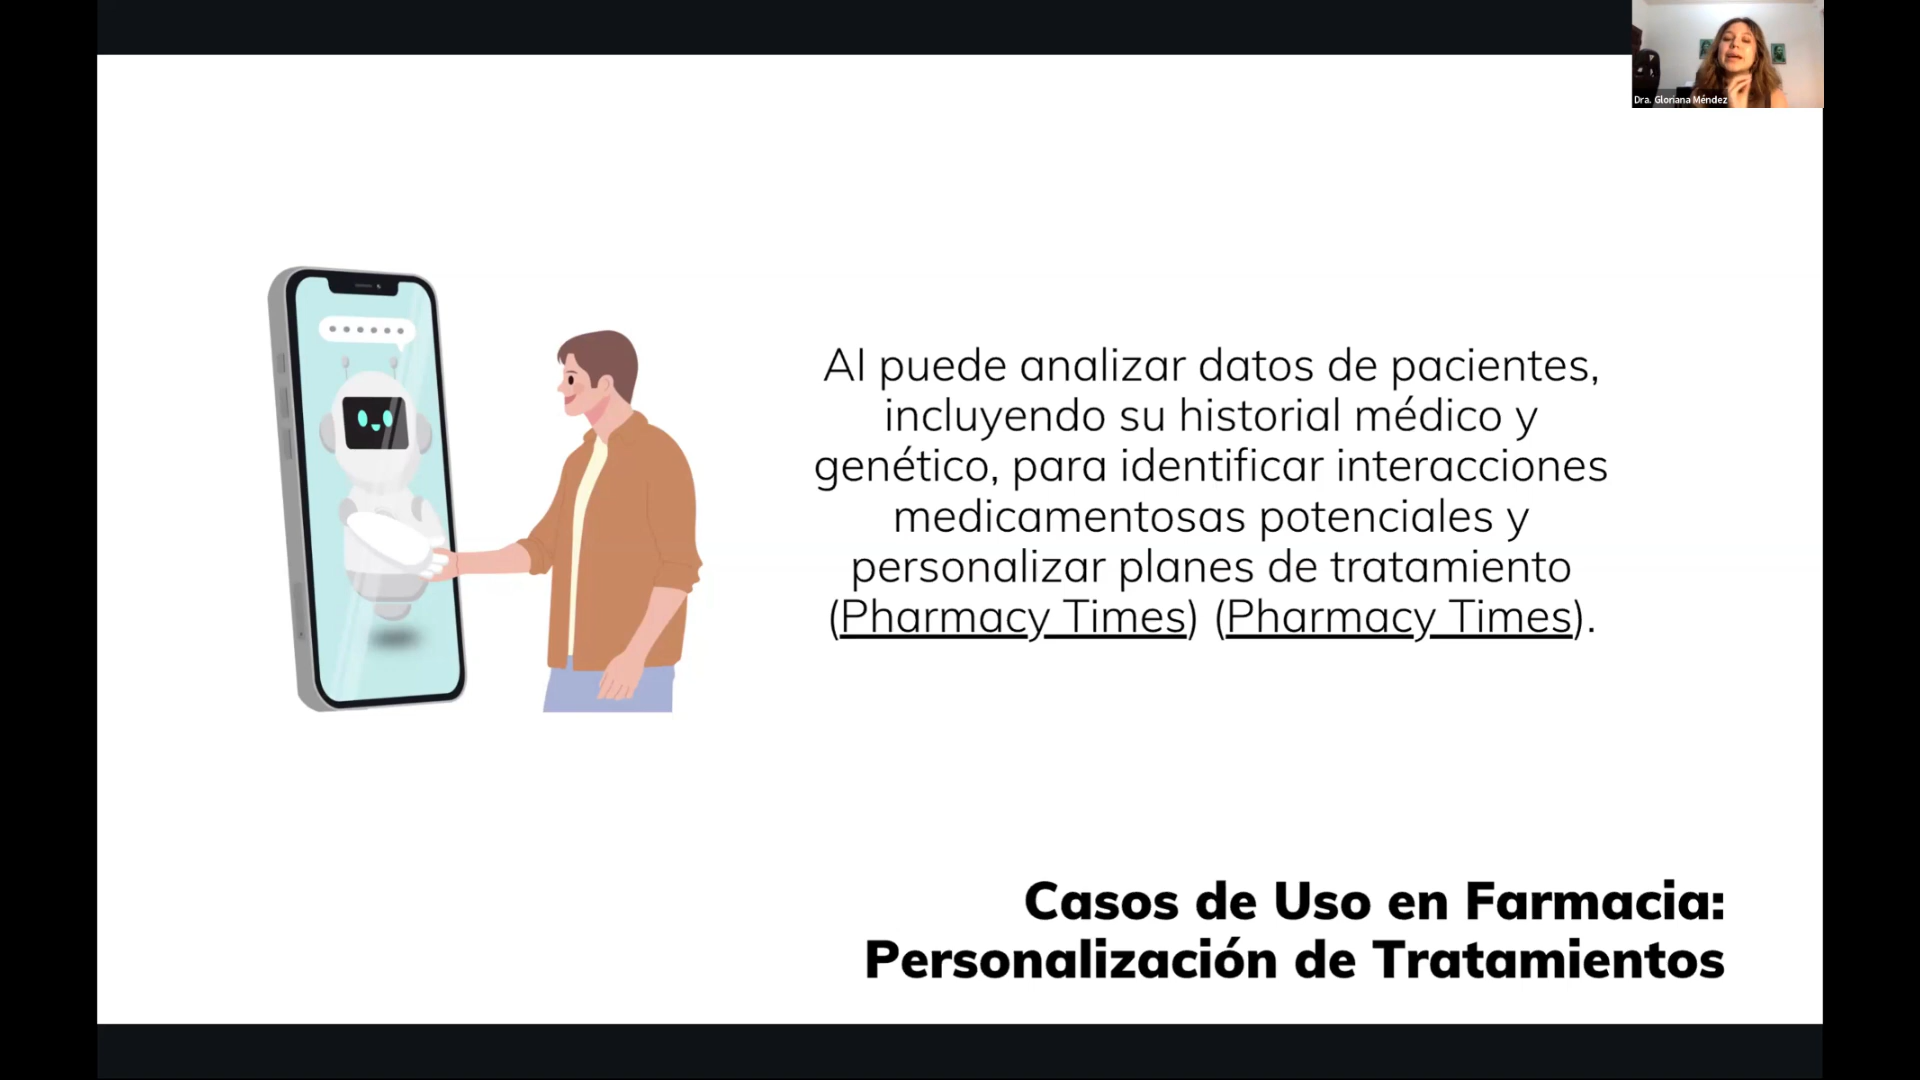 Dra. Gloriana Méndez
AI puede analizar datos de pacientes,
incluyendo su historial médico y
genético, para identificar interacciones
medicamentosas potenciales y
personalizar planes de tratamiento
(Pharmacy Times) (Pharmacy Times).
Casos de Uso en Farmacia:
Personalización de Tratamientos